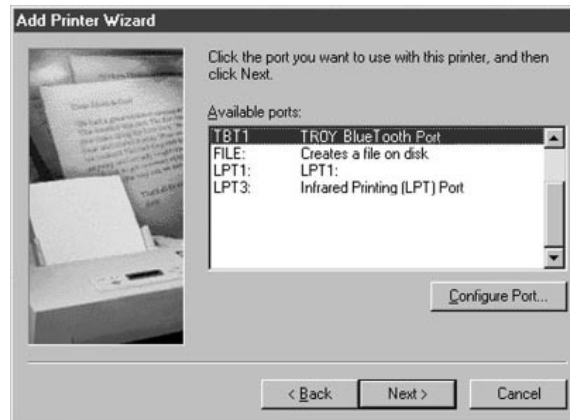 Add Printer Wizard
Click the port you want to use with this printer, and then
click Next.
Available ports:
TBT1 TROY BlueTooth Port
FILE: Creates a file on disk
LPT1: LPT1:
LPT3: Infrared Printing (LPT) Port
Configure Port...
< Back Next > Cancel